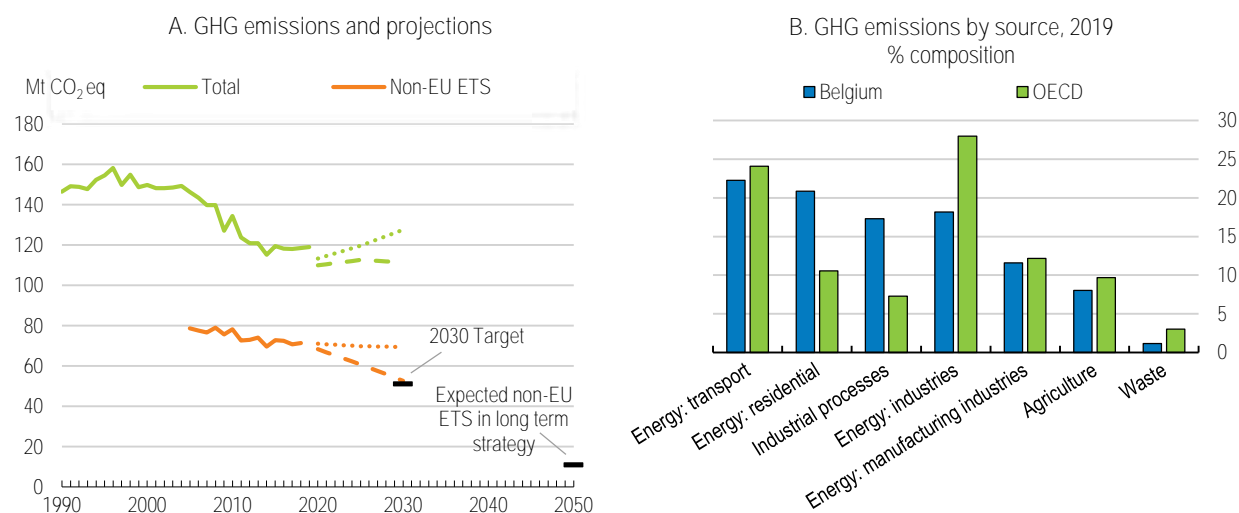 A. GHG emissions and projections
Mt CO₂ eq
Total
Non-EU ETS
180
160
140
120
100
80
60
40
20
0
2030 Target
Expected non-EU
ETS in long term
strategy
1990
2000
2010
2020
2030
2040
2050
B. GHG emissions by source, 2019
% composition
Belgium
OECD
30
25
20
15
10
5
0
Energy: transport
Energy: residential
Industrial processes
Energy: industries
Energy: manufacturing industries
Agriculture
Waste